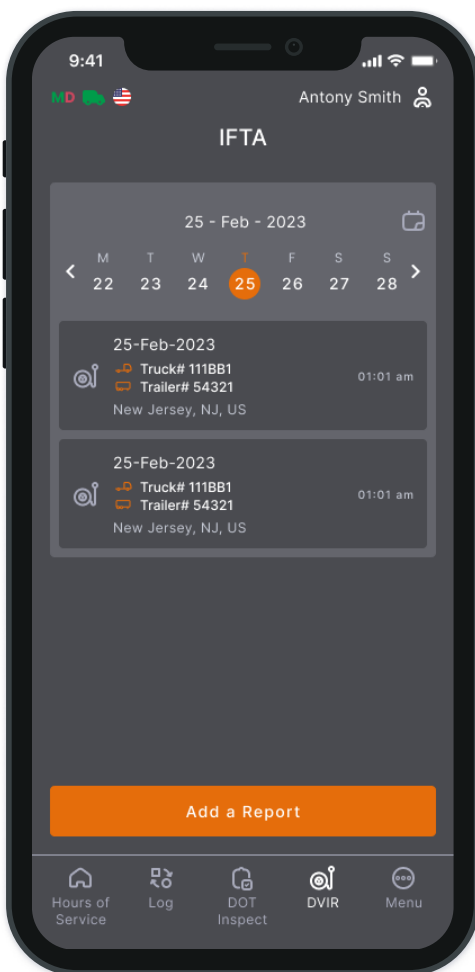 9:41
MD Antony Smith
IFTA
25 - Feb - 2023
M T W T F S S
22 23 24 25 26 27 28
25-Feb-2023
Truck# 111BB1
Trailer# 54321
01:01 am
New Jersey, NJ, US
25-Feb-2023
Truck# 111BB1
Trailer# 54321
01:01 am
New Jersey, NJ, US
Add a Report
Hours of Service
Log
DOT Inspect
DVIR
Menu